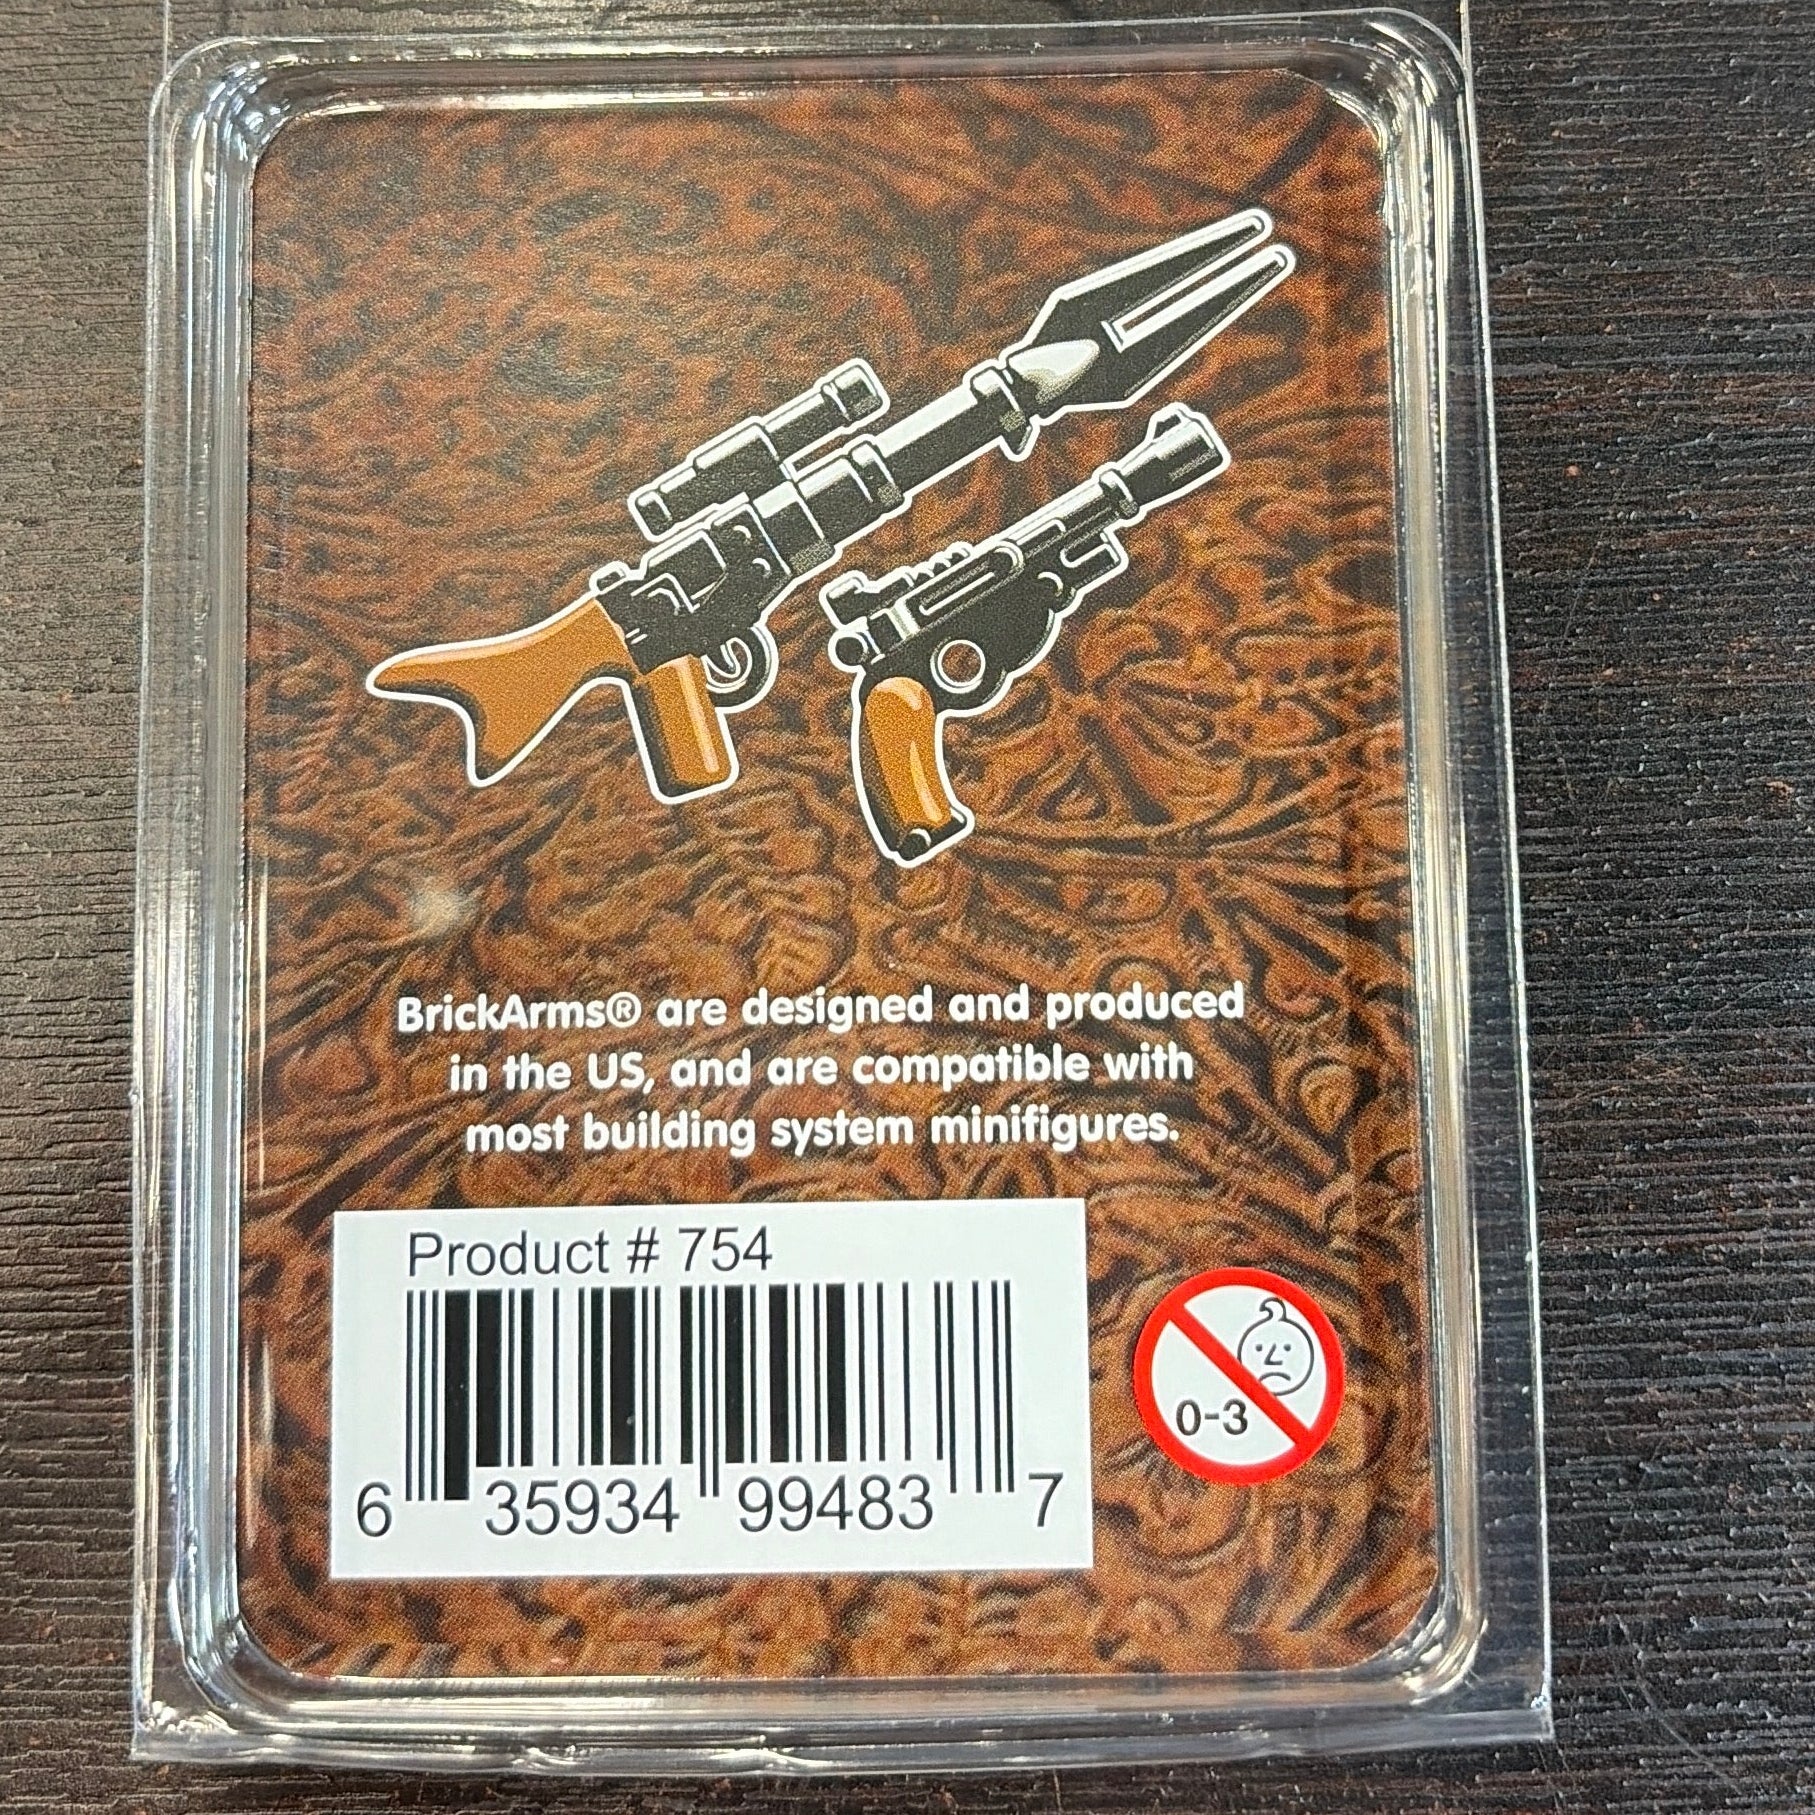 BrickArms® are designed and produced
in the US, and are compatible with
most building system minifigures.
Product # 754
6 35934 99483 7
0-3